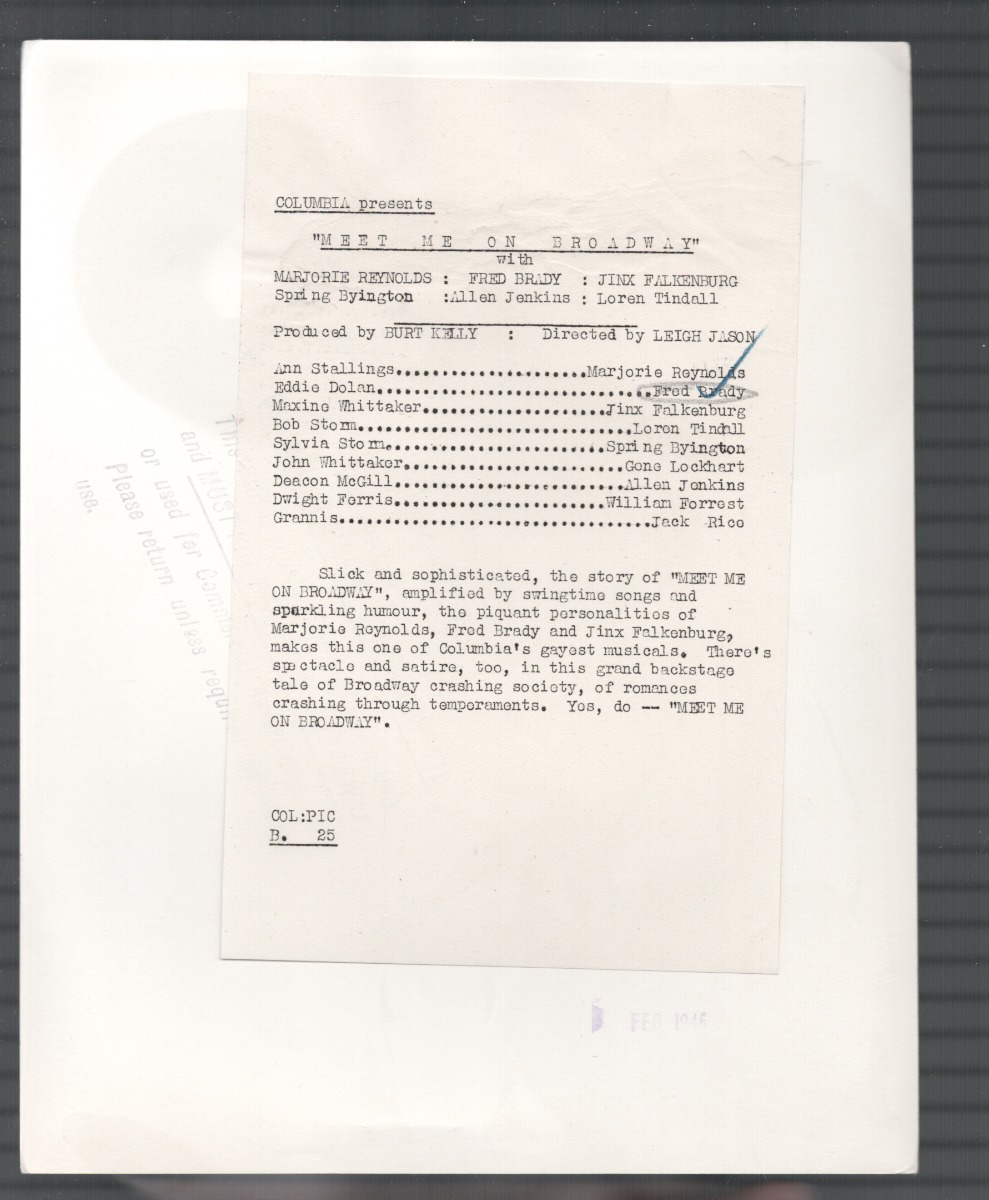 COLUMBIA presents
"MEET ME ON BROADWAY"
with
MARJORIE REYNOLDS : FRED BRADY : JINX FALKENBURG
Spring Byington :Allen Jenkins : Loren Tindall
Produced by BURT KELLY : Directed by LEIGH JASON
Ann Stallings......................Marjorie Reynolds
Eddie Dolan...............................Fred Brady
Maxine Whittaker.....................Jinx Falkenburg
Bob Storm...............................Loren Tindall
Sylvia Storm.........................Spring Byington
John Whittaker.........................Gene Lockhart
Deacon McGill..........................Allen Jenkins
Dwight Ferris........................William Forrest
Grannis...................................Jack Rice
Slick and sophisticated, the story of "MEET ME
ON BROADWAY", amplified by swingtime songs and
sparkling humour, the piquant personalities of
Marjorie Reynolds, Fred Brady and Jinx Falkenburg,
makes this one of Columbia's gayest musicals. There's
spectacle and satire, too, in this grand backstage
tale of Broadway crashing society, of romances
crashing through temperaments. Yes, do -- "MEET ME
ON BROADWAY".
COL:PIC
B. 25
This
and MUST
or used for
Please return unless
use.
FEB 1946